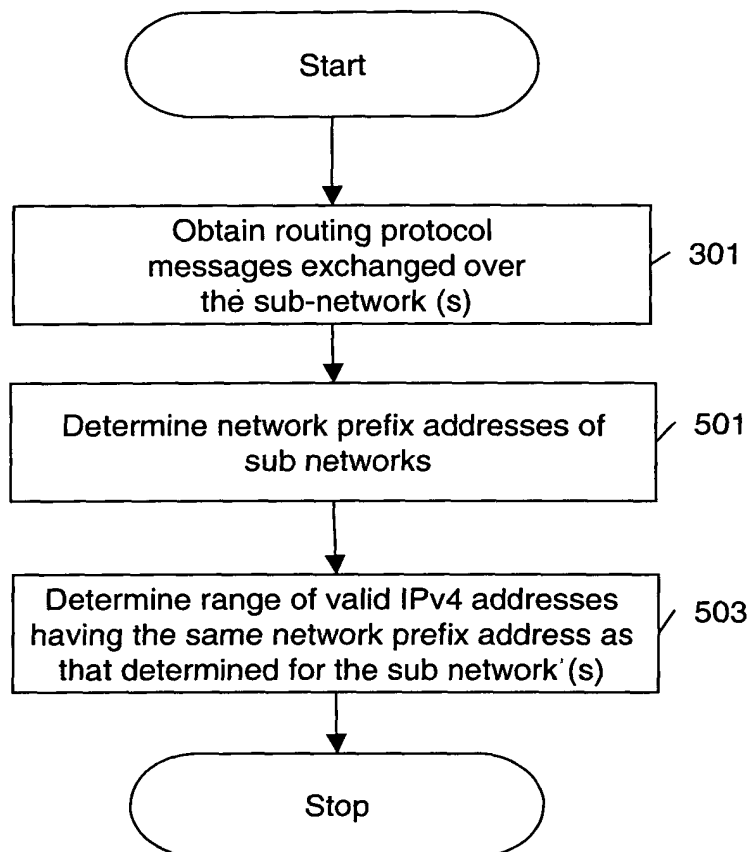 Start
Obtain routing protocol
messages exchanged over
the sub-network (s)
301
Determine network prefix addresses of
sub networks
501
Determine range of valid IPv4 addresses
having the same network prefix address as
that determined for the sub network (s)
503
Stop